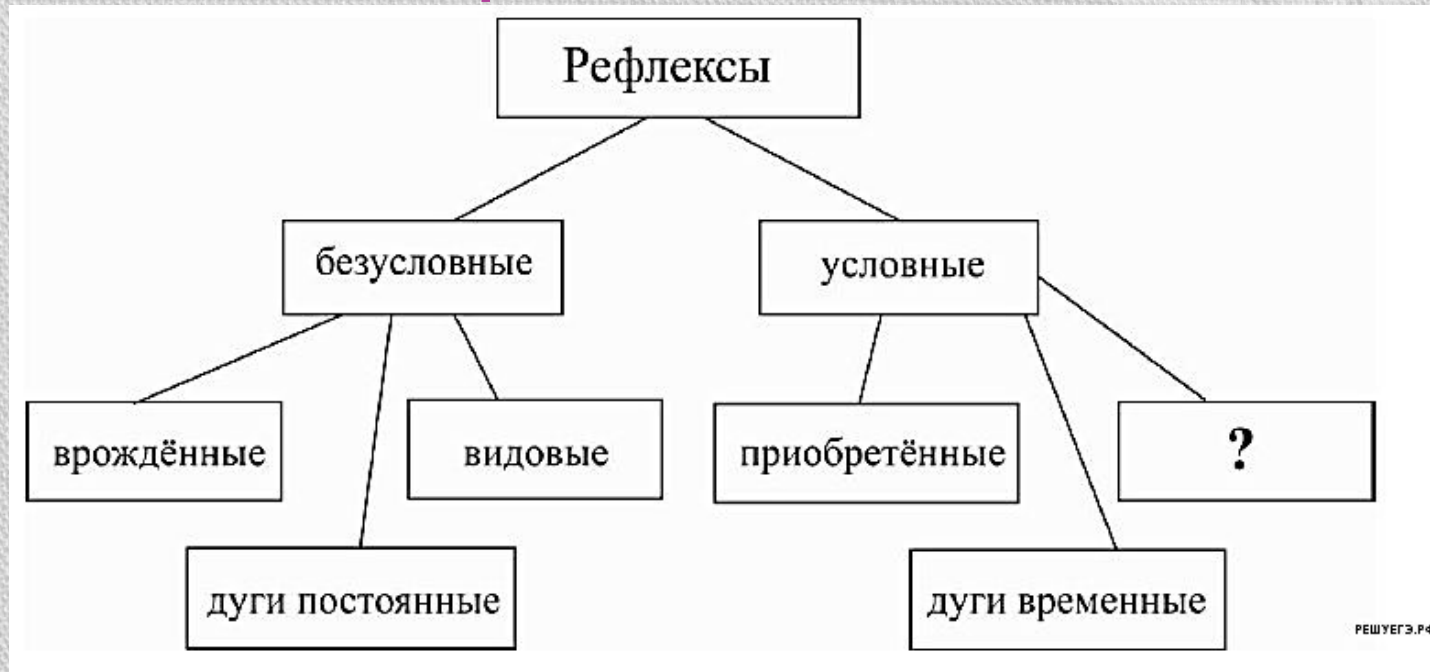 Рефлексы
безусловные
условные
врождённые
видовые
приобретённые
?
дуги постоянные
дуги временные
РЕШУЕГЭ.РФ